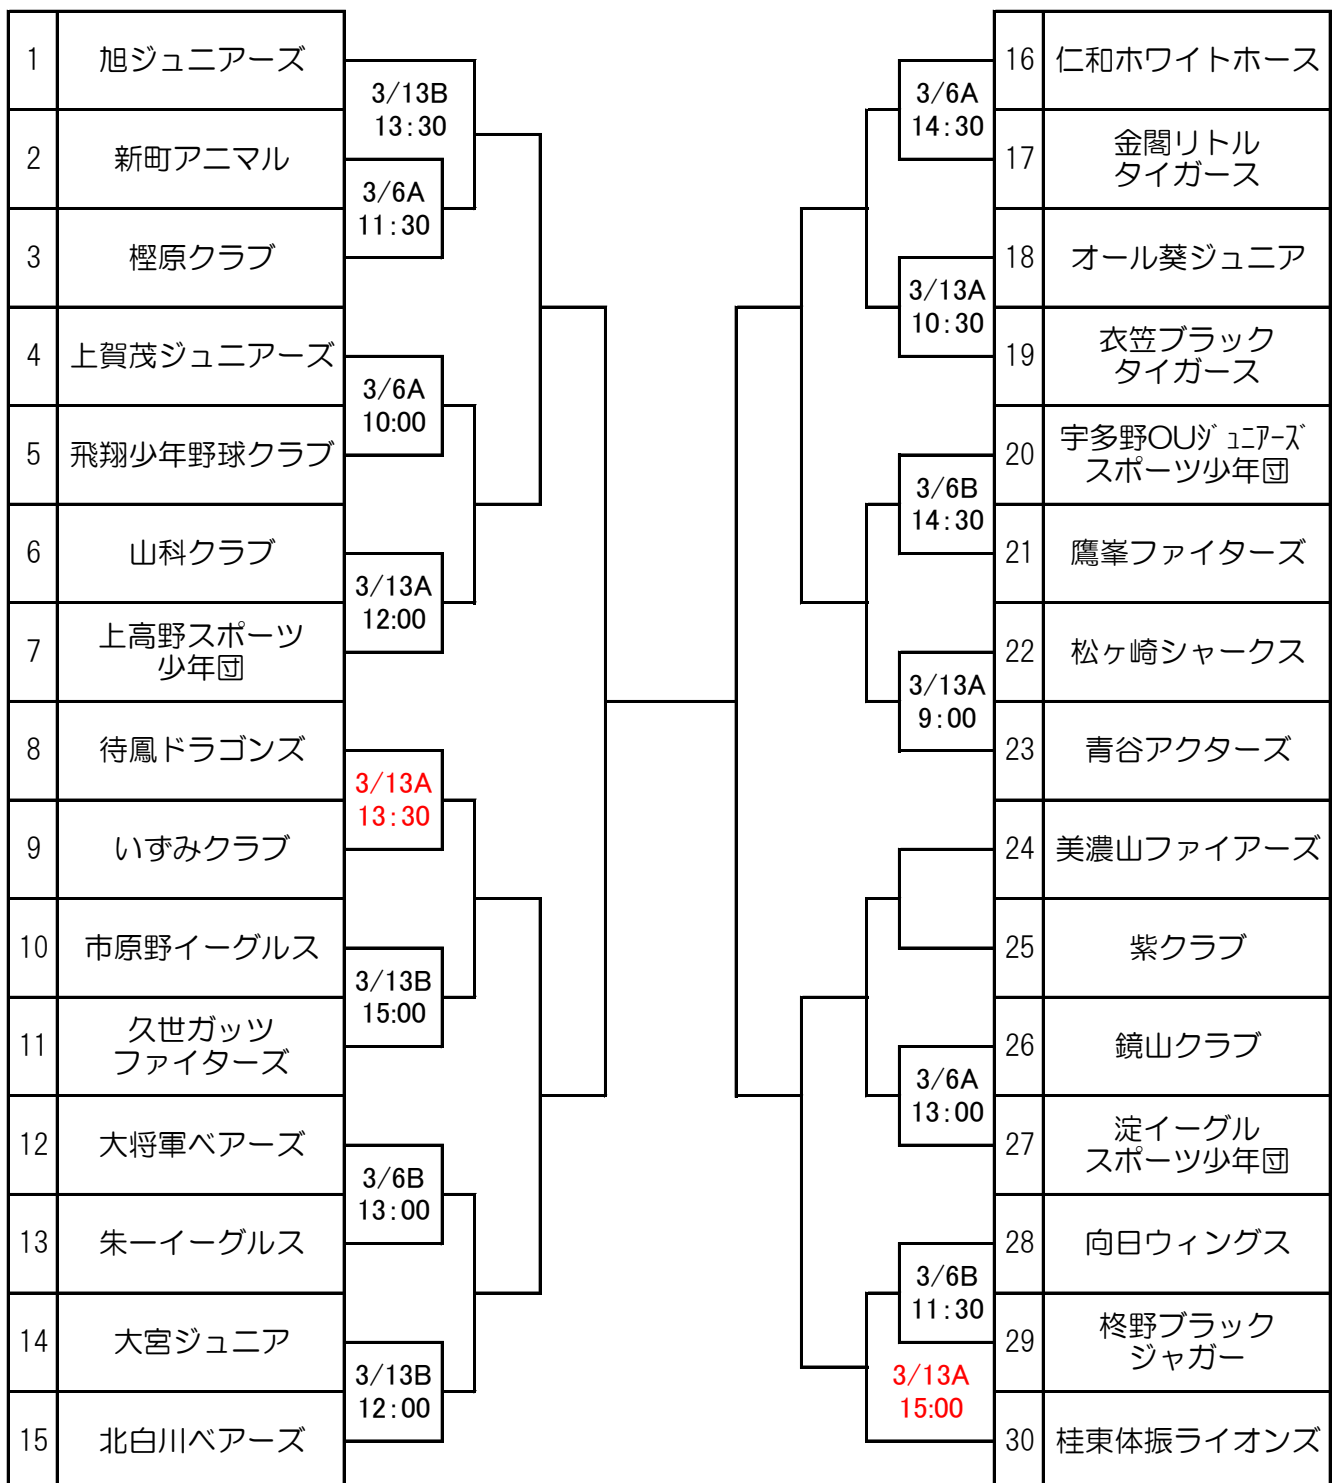 1 旭ジュニアーズ
3/13B
13:30
2 新町アニマル
3/6A
11:30
3 樫原クラブ
4 上賀茂ジュニアーズ
3/6A
10:00
5 飛翔少年野球クラブ
6 山科クラブ
3/13A
12:00
7 上高野スポーツ
少年団
8 待鳳ドラゴンズ
3/13A
13:30
9 いずみクラブ
10 市原野イーグルス
3/13B
15:00
11 久世ガッツ
ファイターズ
12 大将軍ベアーズ
3/6B
13:00
13 朱一イーグルス
14 大宮ジュニア
3/13B
12:00
15 北白川ベアーズ
16 仁和ホワイトホース
3/6A
14:30
17 金閣リトル
タイガース
18 オール葵ジュニア
3/13A
10:30
19 衣笠ブラック
タイガース
20 宇多野OUジュニアーズ
スポーツ少年団
3/6B
14:30
21 鷹峯ファイターズ
22 松ヶ崎シャークス
3/13A
9:00
23 青谷アクターズ
24 美濃山ファイアーズ
25 紫クラブ
26 鏡山クラブ
3/6A
13:00
27 淀イーグル
スポーツ少年団
28 向日ウィングス
3/6B
11:30
29 柊野ブラック
ジャガー
3/13A
15:00
30 桂東体振ライオンズ